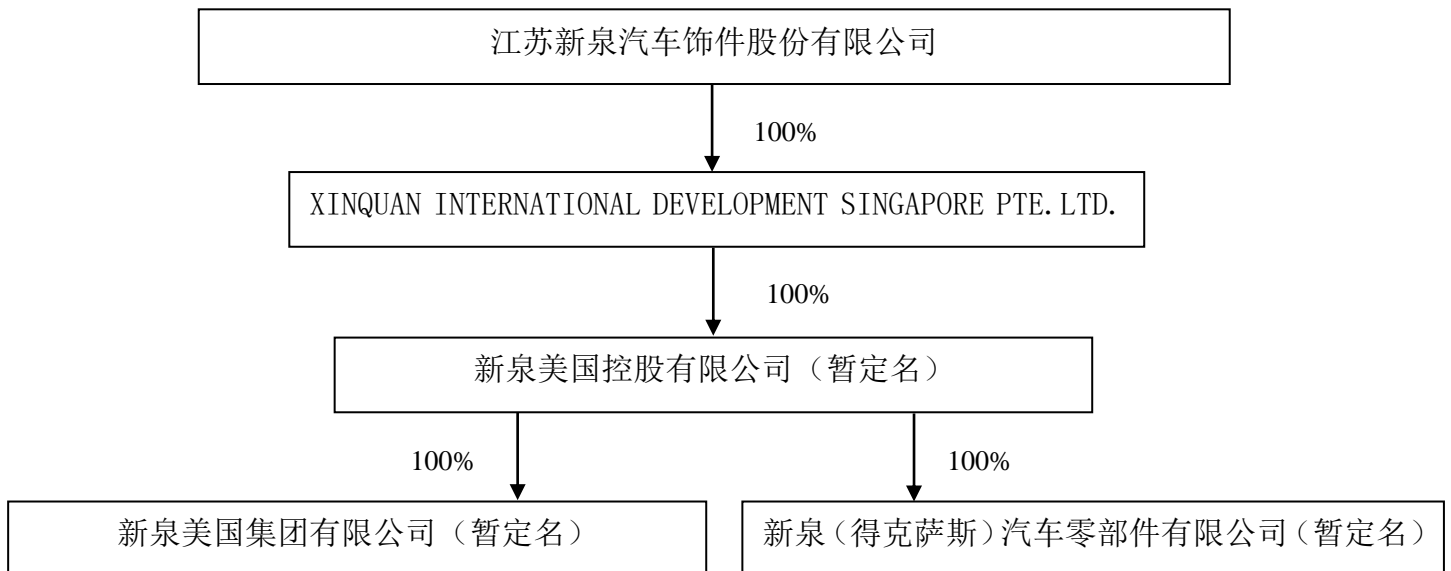 江苏新泉汽车饰件股份有限公司
100%
XINQUAN INTERNATIONAL DEVELOPMENT SINGAPORE PTE.LTD.
100%
新泉美国控股有限公司（暂定名）
100%
100%
新泉美国集团有限公司（暂定名）
新泉（得克萨斯）汽车零部件有限公司（暂定名）